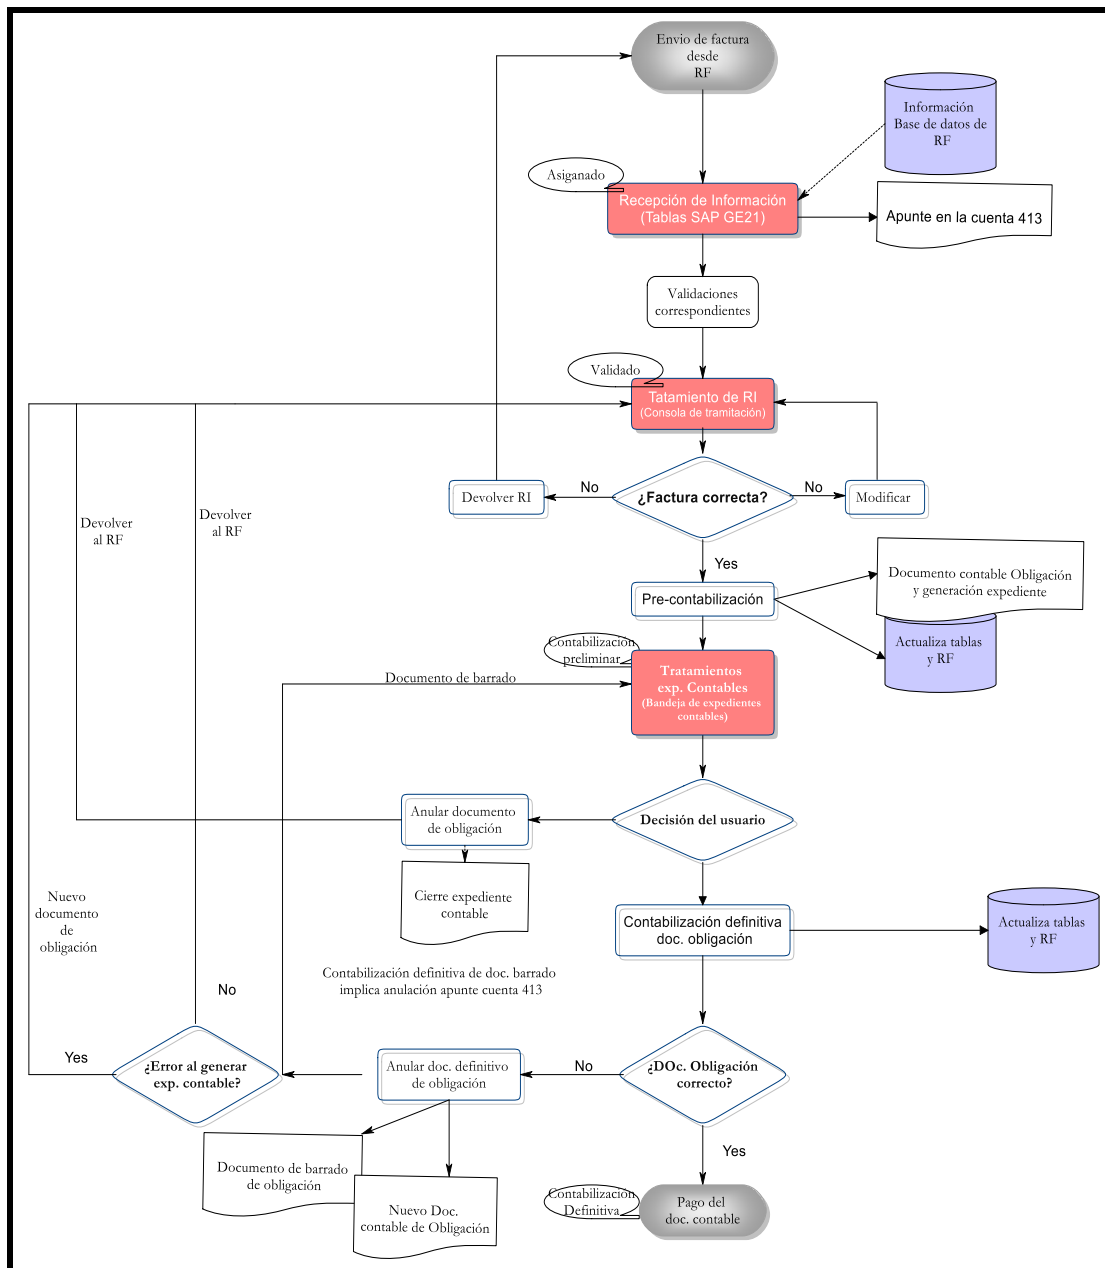 Envio de factura
desde
RF
Información
Base de datos de
RF
Asiganado
Recepción de Información
(Tablas SAP GE21)
Apunte en la cuenta 413
Validaciones
correspondientes
Validado
Tatamiento de RI
(Consola de tramitación)
Devolver RI
No
¿Factura correcta?
No
Modificar
Devolver
al RF
Devolver
al RF
Yes
Documento contable Obligación
y generación expediente
Pre-contabilización
Actualiza tablas
y RF
Contabilización
preliminar
Documento de barrado
Tratamientos
exp. Contables
(Bandeja de expedientes
contables)
Anular documento
de obligación
Decisión del usuario
Cierre expediente
contable
Nuevo
documento
de
obligación
Contabilización definitiva
doc. obligación
Actualiza tablas
y RF
Contabilización definitiva de doc. barrado
implica anulación apunte cuenta 413
No
Yes
¿Error al generar
exp. contable?
Anular doc. definitivo
de obligación
No
¿DOc. Obligación
correcto?
Documento de barrado
de obligación
Nuevo Doc.
contable de Obligación
Yes
Contabilización
Definitiva
Pago del
doc. contable